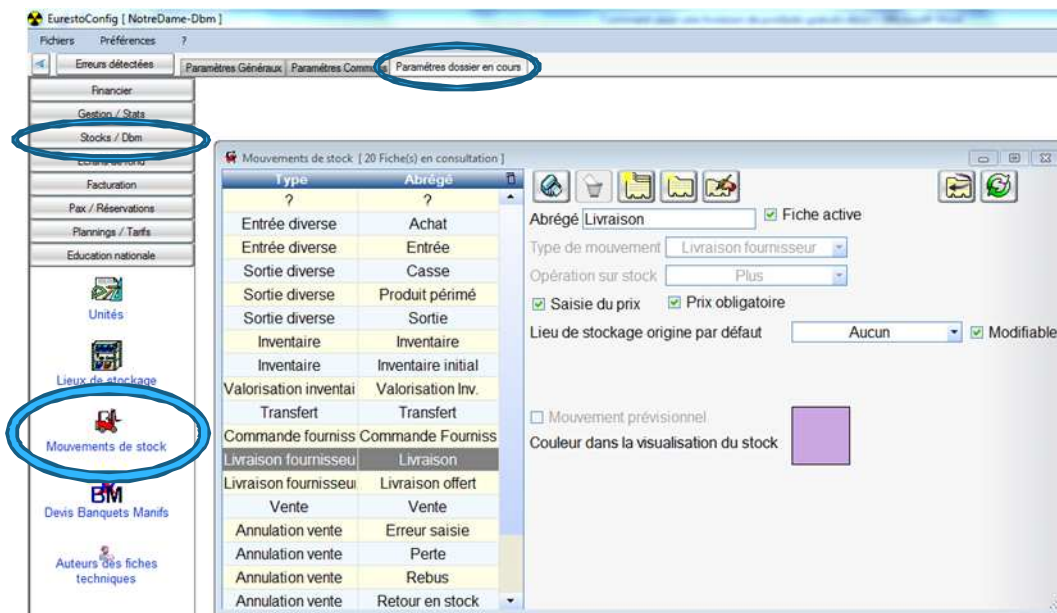 EurestoConfig [ NotreDame-Dbm ]
Fichiers Préférences ?
Erreurs détectées Paramètres Généraux Paramètres Communs Paramètres dossier en cours
Financier
Gestion / Stats
Stocks / Dbm
Facturation
Pax / Réservations
Plannings / Tarifs
Education nationale
Unités
Lieux de stockage
Mouvements de stock
BM
Devis Banquets Manifs
Auteurs des fiches
techniques
Mouvements de stock [ 20 Fiche(s) en consultation ]
Type Abrégé
? ?
Entrée diverse Achat
Entrée diverse Entrée
Sortie diverse Casse
Sortie diverse Produit périmé
Sortie diverse Sortie
Inventaire Inventaire
Inventaire Inventaire initial
Valorisation inventai Valorisation Inv.
Transfert Transfert
Commande fourniss Commande Fourniss
Livraison fournisseu Livraison
Livraison fournisseu Livraison offert
Vente Vente
Annulation vente Erreur saisie
Annulation vente Perte
Annulation vente Rebus
Annulation vente Retour en stock
Abrégé Livraison Fiche active
Type de mouvement Livraison fournisseur
Opération sur stock Plus
Saisie du prix Prix obligatoire
Lieu de stockage origine par défaut Aucun Modifiable
Mouvement prévisionnel
Couleur dans la visualisation du stock